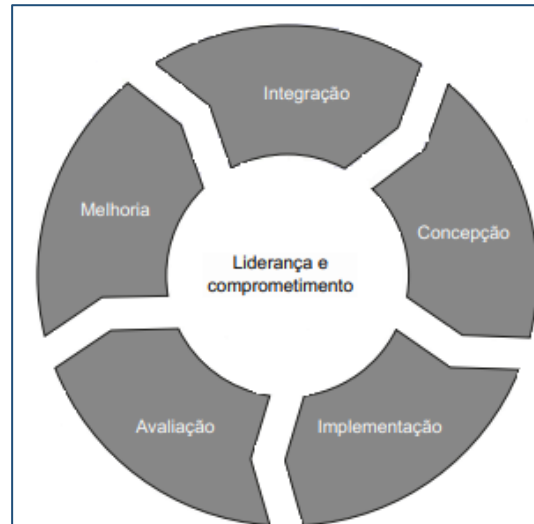 Integração
Melhoria
Concepção
Liderança e
comprometimento
Avaliação
Implementação